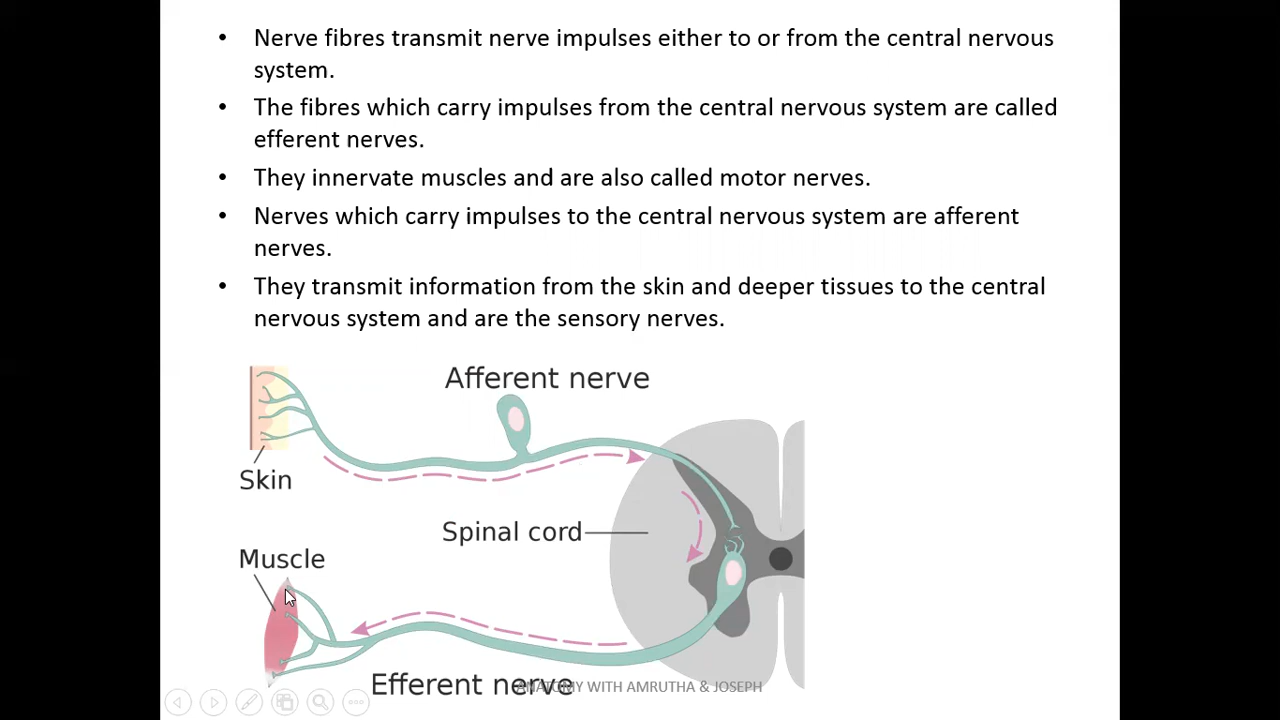 • Nerve fibres transmit nerve impulses either to or from the central nervous
system.
• The fibres which carry impulses from the central nervous system are called
efferent nerves.
• They innervate muscles and are also called motor nerves.
• Nerves which carry impulses to the central nervous system are afferent
nerves.
• They transmit information from the skin and deeper tissues to the central
nervous system and are the sensory nerves.
Afferent nerve
Skin
Spinal cord
Muscle
Efferent nerve
ANATOMY WITH AMRUTHA & JOSEPH